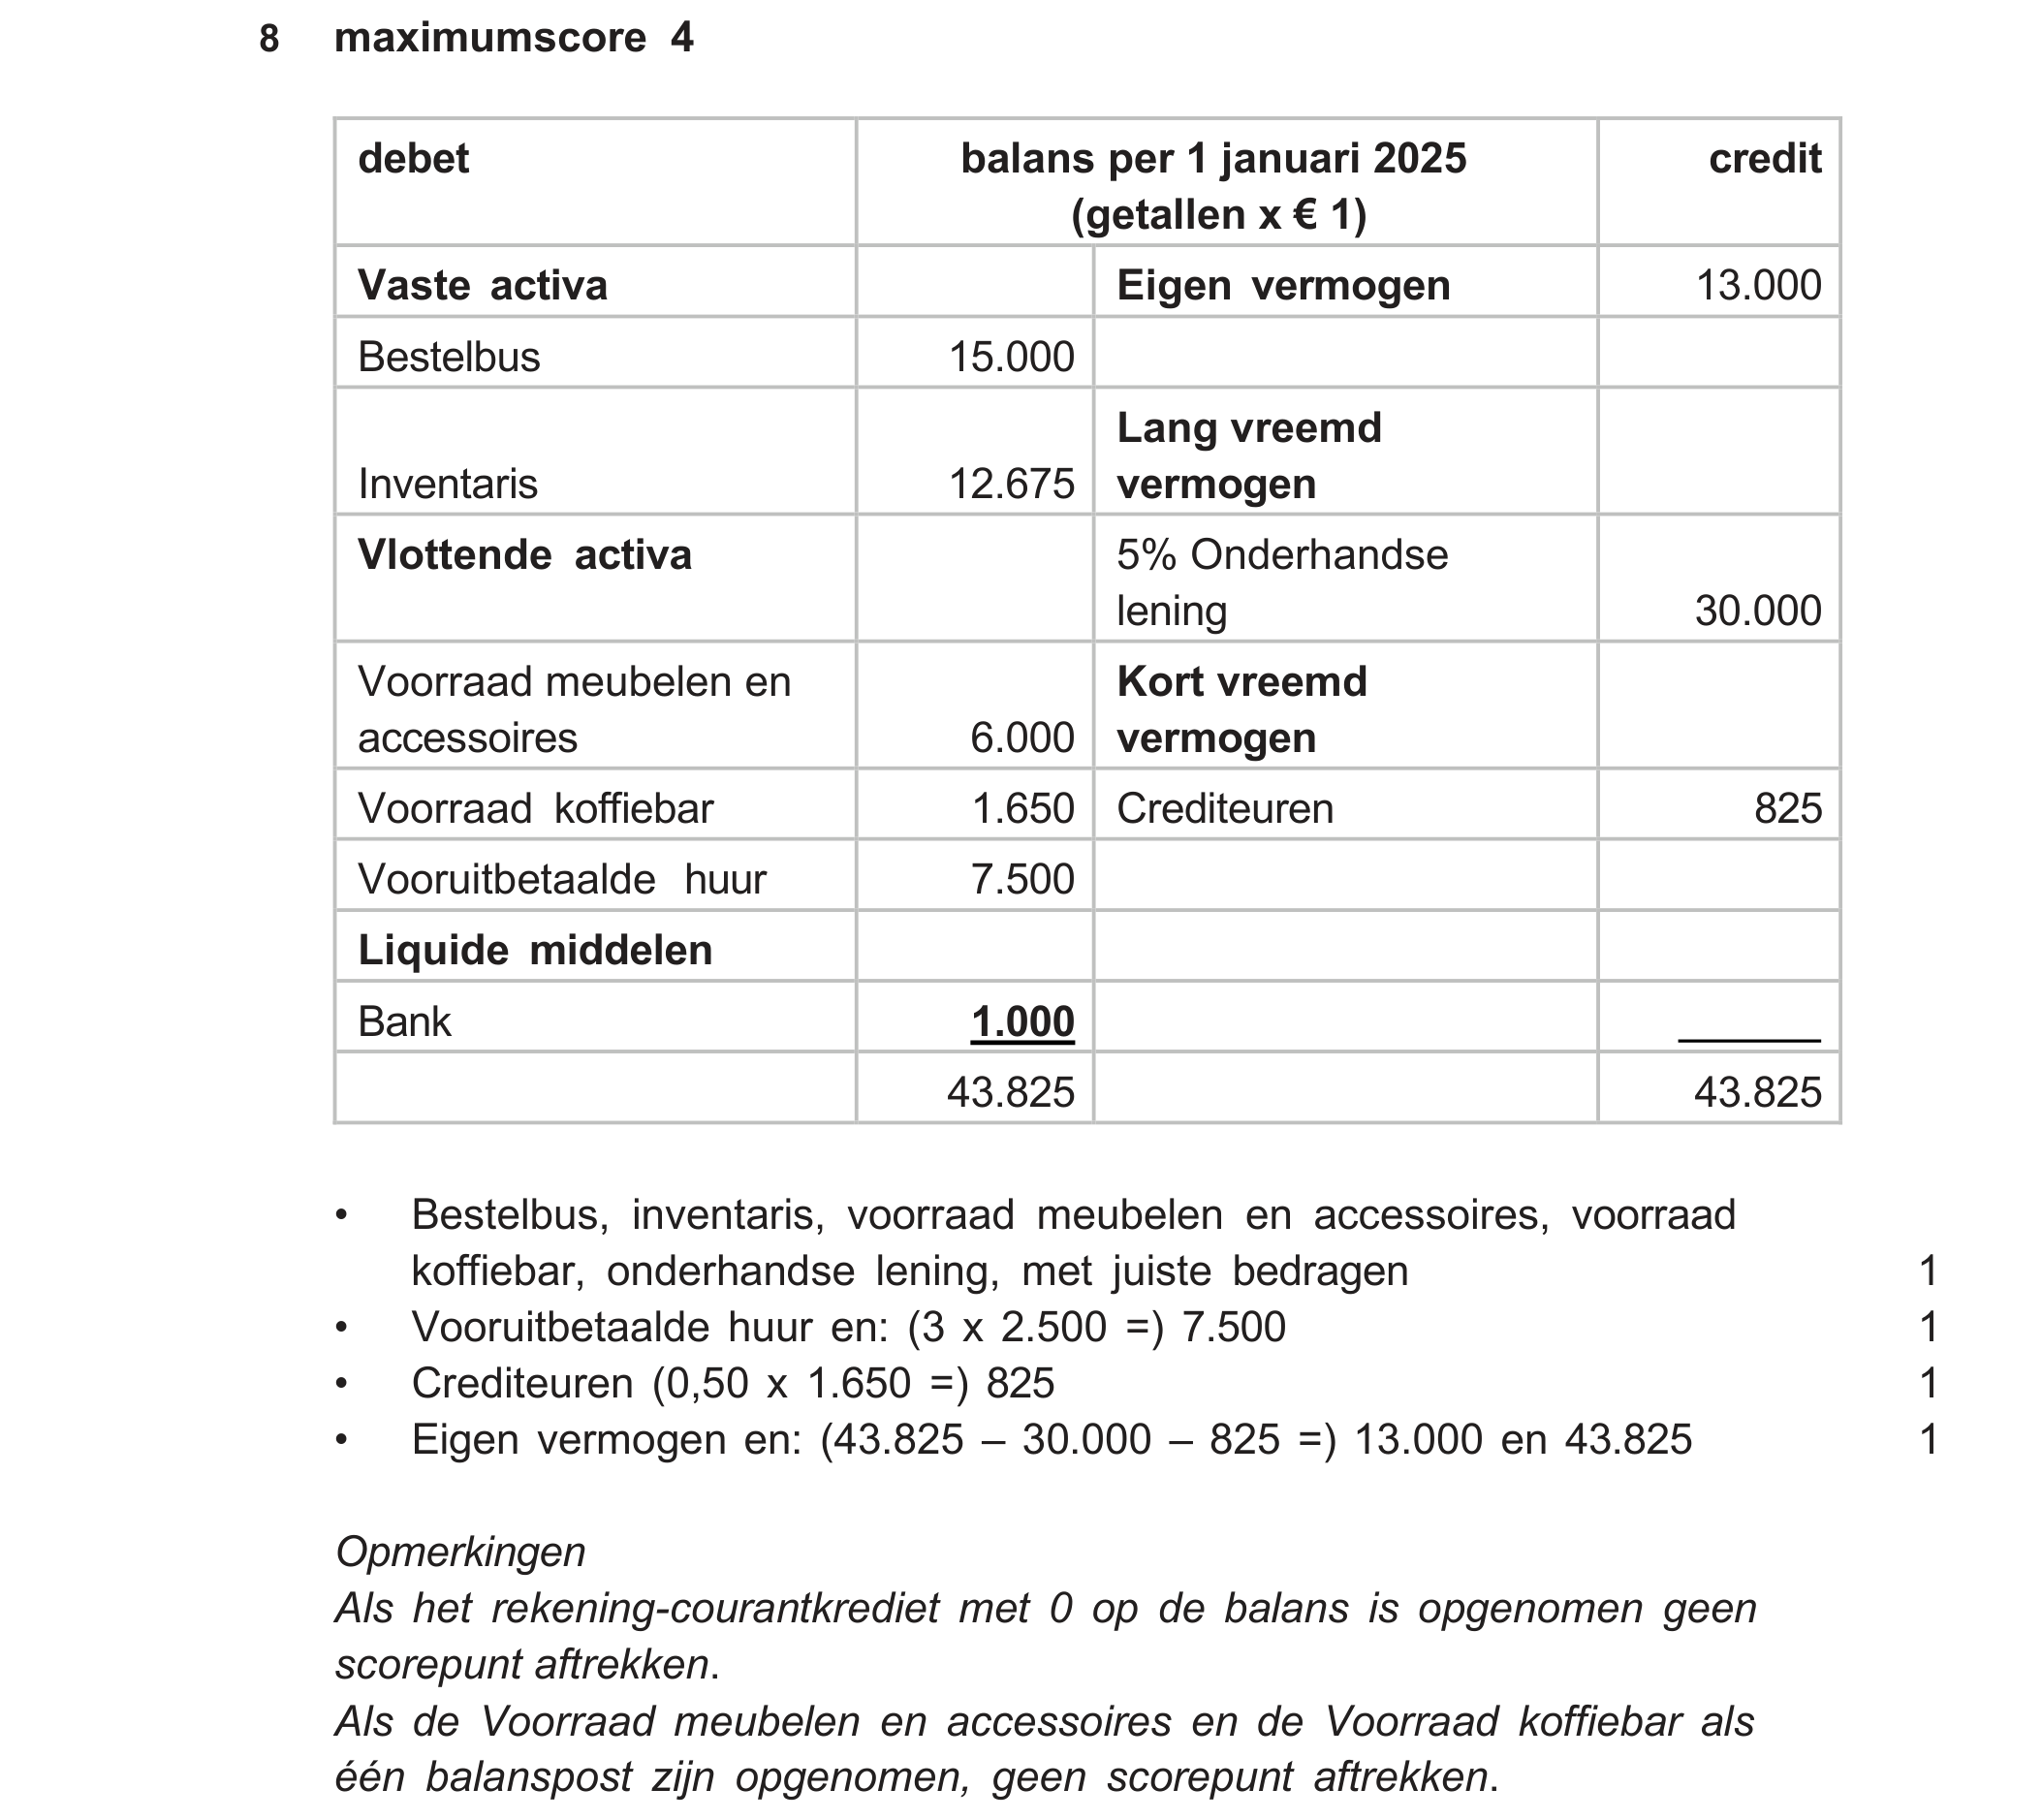 8 maximumscore 4
debet balans per 1 januari 2025 credit
(getallen x € 1)
Vaste activa Eigen vermogen 13.000
Bestelbus 15.000
Lang vreemd
Inventaris 12.675 vermogen
Vlottende activa 5% Onderhandse
lening 30.000
Voorraad meubelen en Kort vreemd
accessoires 6.000 vermogen
Voorraad koffiebar 1.650 Crediteuren 825
Vooruitbetaalde huur 7.500
Liquide middelen
Bank 1.000
43.825 43.825
• Bestelbus, inventaris, voorraad meubelen en accessoires, voorraad
koffiebar, onderhandse lening, met juiste bedragen 1
• Vooruitbetaalde huur en: (3 x 2.500 =) 7.500 1
• Crediteuren (0,50 x 1.650 =) 825 1
• Eigen vermogen en: (43.825 – 30.000 – 825 =) 13.000 en 43.825 1
Opmerkingen
Als het rekening-courantkrediet met 0 op de balans is opgenomen geen
scorepunt aftrekken.
Als de Voorraad meubelen en accessoires en de Voorraad koffiebar als
één balanspost zijn opgenomen, geen scorepunt aftrekken.